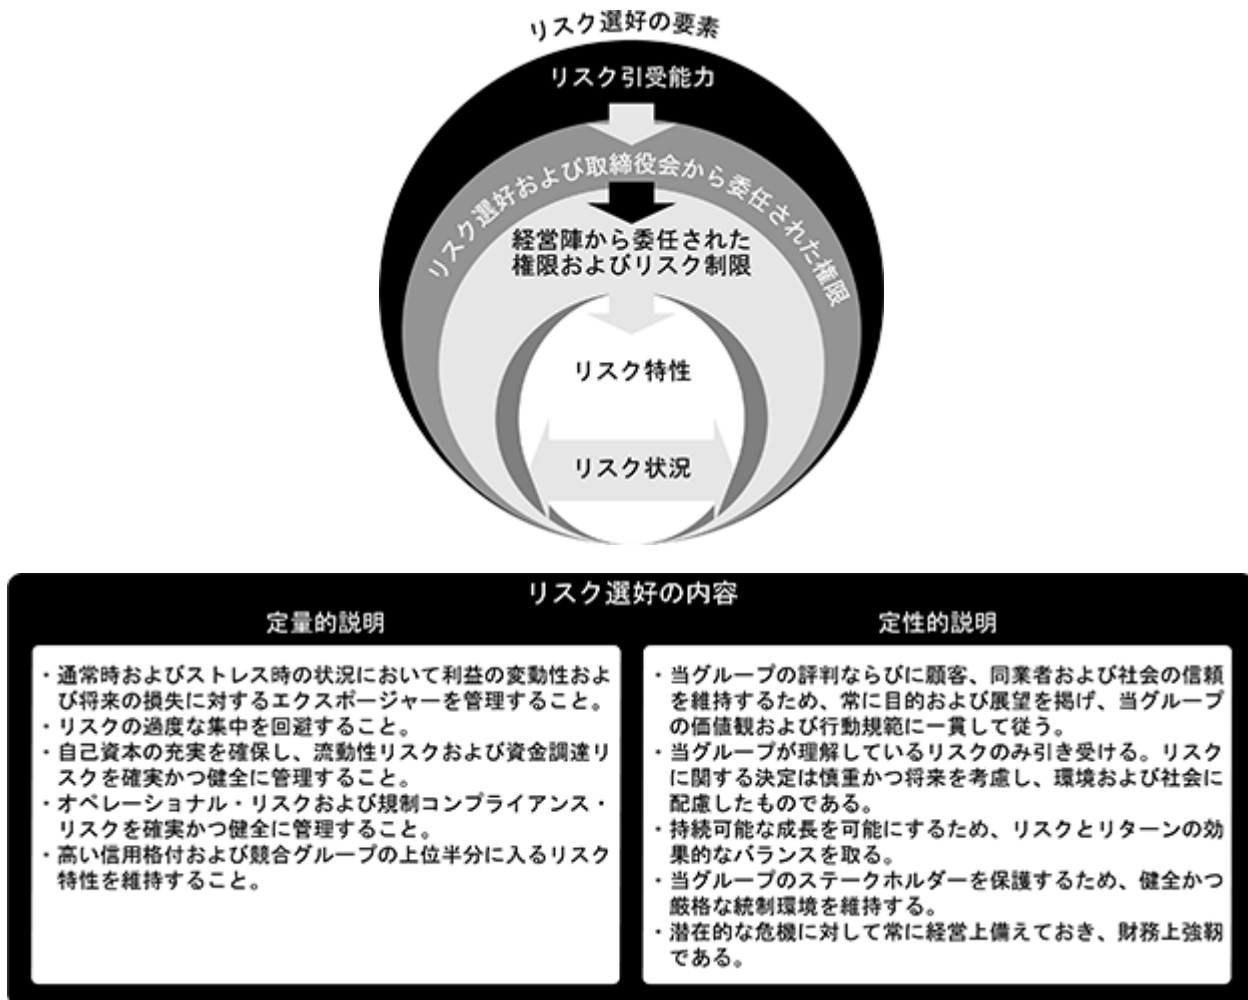 リスク選好の要素
リスク引受能力
リスク選好および取締役会から委任された権限
経営陣から委任された
権限およびリスク制限
リスク特性
リスク状況
リスク選好の内容
定量的説明
・通常時およびストレス時の状況において利益の変動性およ
び将来の損失に対するエクスポージャーを管理すること。
・リスクの過度な集中を回避すること。
・自己資本の充実を確保し、流動性リスクおよび資金調達リ
スクを確実かつ健全に管理すること。
・オペレーショナル・リスクおよび規制コンプライアンス・
リスクを確実かつ健全に管理すること。
・高い信用格付および競合グループの上位半分に入るリスク
特性を維持すること。
定性的説明
・当グループの評判ならびに顧客、同業者および社会の信頼
を維持するため、常に目的および展望を掲げ、当グループ
の価値観および行動規範に一貫して従う。
・当グループが理解しているリスクのみ引き受ける。リスク
に関する決定は慎重かつ将来を考慮し、環境および社会に
配慮したものである。
・持続可能な成長を可能にするため、リスクとリターンの効
果的なバランスを取る。
・当グループのステークホルダーを保護するため、健全かつ
厳格な統制環境を維持する。
・潜在的な危機に対して常に経営上備えておき、財務上強靭
である。